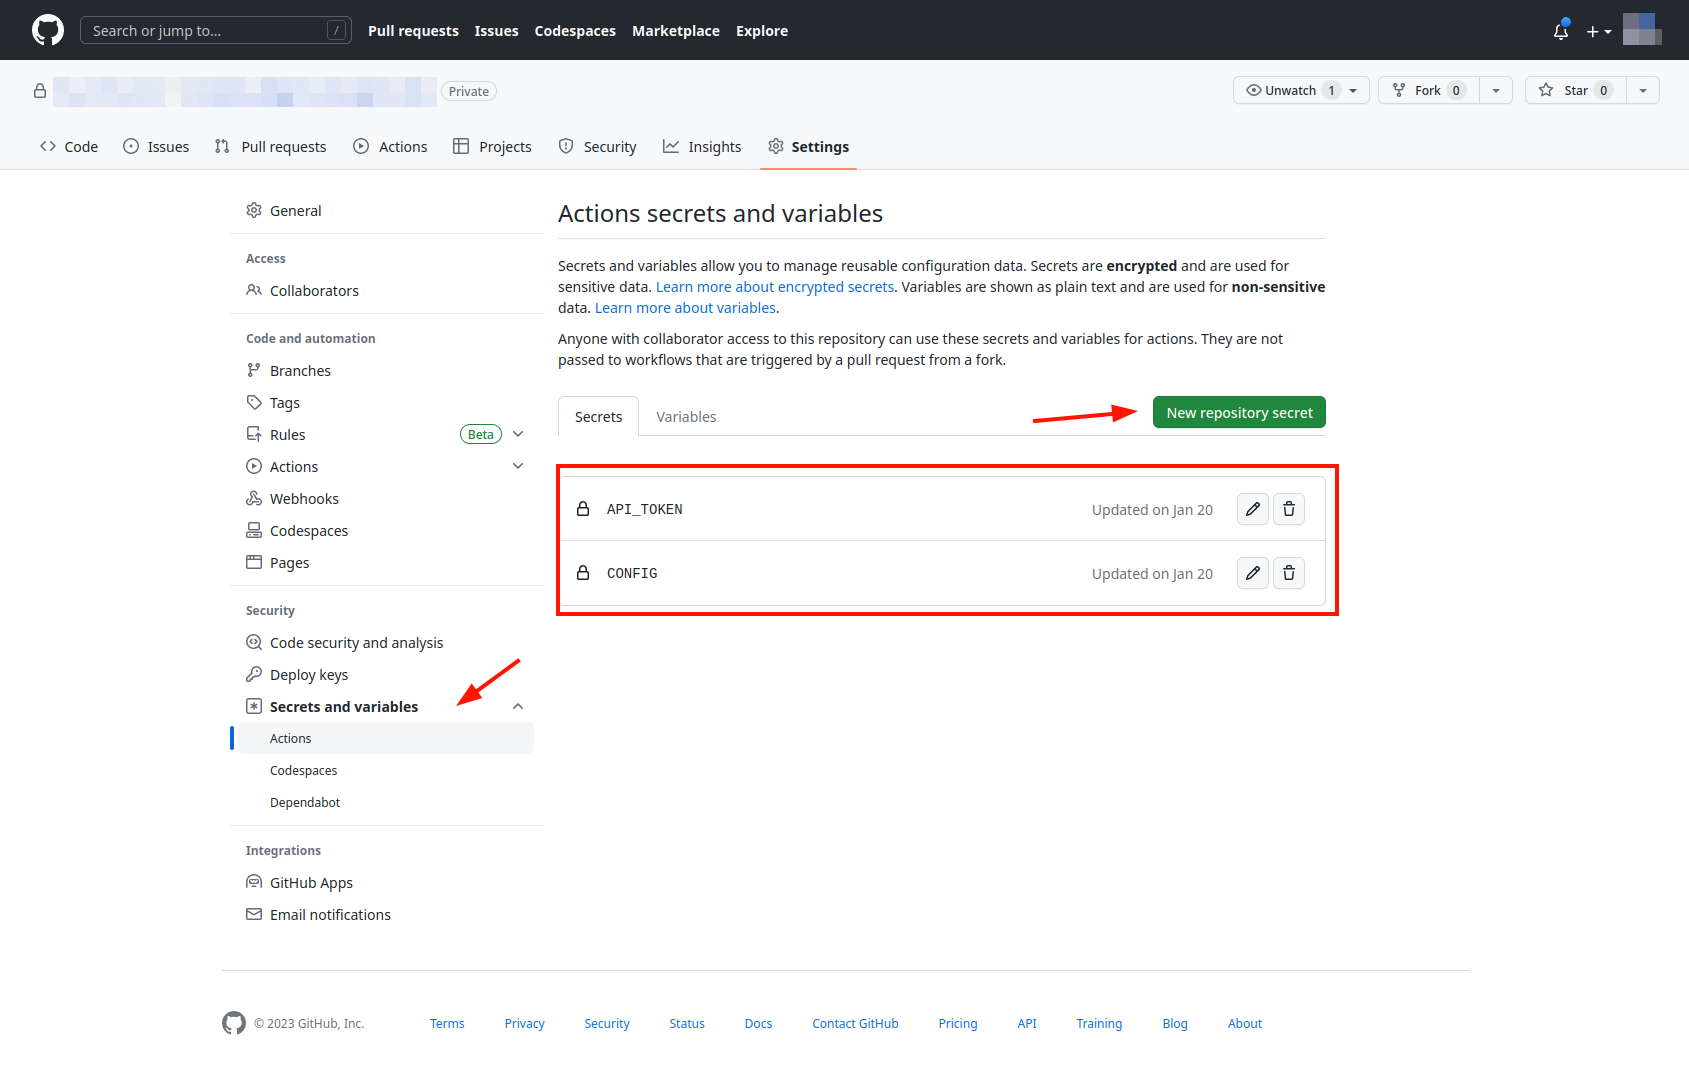 Search or jump to... /
Pull requests Issues Codespaces Marketplace Explore
Private
Unwatch 1
Fork 0
Star 0
Code Issues Pull requests Actions Projects Security Insights Settings
General
Access
Collaborators
Code and automation
Branches
Tags
Rules Beta
Actions
Webhooks
Codespaces
Pages
Security
Code security and analysis
Deploy keys
Secrets and variables
Actions
Codespaces
Dependabot
Integrations
GitHub Apps
Email notifications
Actions secrets and variables
Secrets and variables allow you to manage reusable configuration data. Secrets are encrypted and are used for
sensitive data. Learn more about encrypted secrets. Variables are shown as plain text and are used for non-sensitive
data. Learn more about variables.
Anyone with collaborator access to this repository can use these secrets and variables for actions. They are not
passed to workflows that are triggered by a pull request from a fork.
Secrets Variables New repository secret
API_TOKEN Updated on Jan 20
CONFIG Updated on Jan 20
© 2023 GitHub, Inc. Terms Privacy Security Status Docs Contact GitHub Pricing API Training Blog About